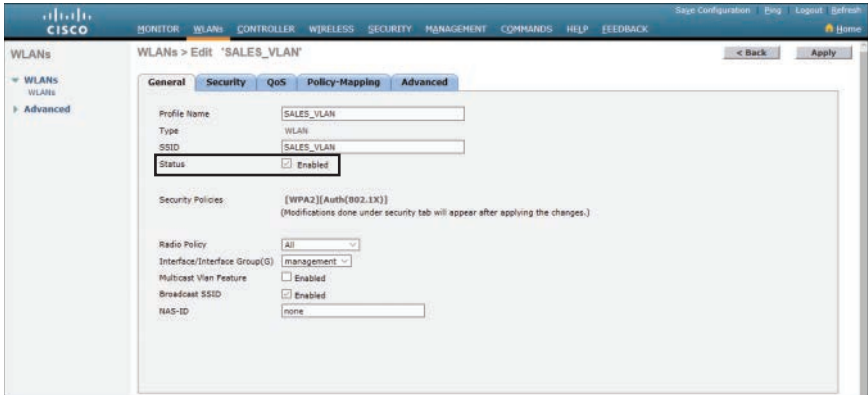 Save Configuration | Ping | Logout Refresh
CISCO MONITOR WLANs CONTROLLER WIRELESS SECURITY MANAGEMENT COMMANDS HELP FEEDBACK Home
WLANs
WLANs > Edit 'SALES_VLAN'
< Back
Apply
WLANs
WLANs
Advanced
General Security QoS Policy-Mapping Advanced
Profile Name SALES_VLAN
Type WLAN
SSID SALES_VLAN
Status Enabled
Security Policies [WPA2][Auth(802.1X)]
(Modifications done under security tab will appear after applying the changes.)
Radio Policy All
Interface/Interface Group(G) management
Multicast Vlan Feature Enabled
Broadcast SSID Enabled
NAS-ID none